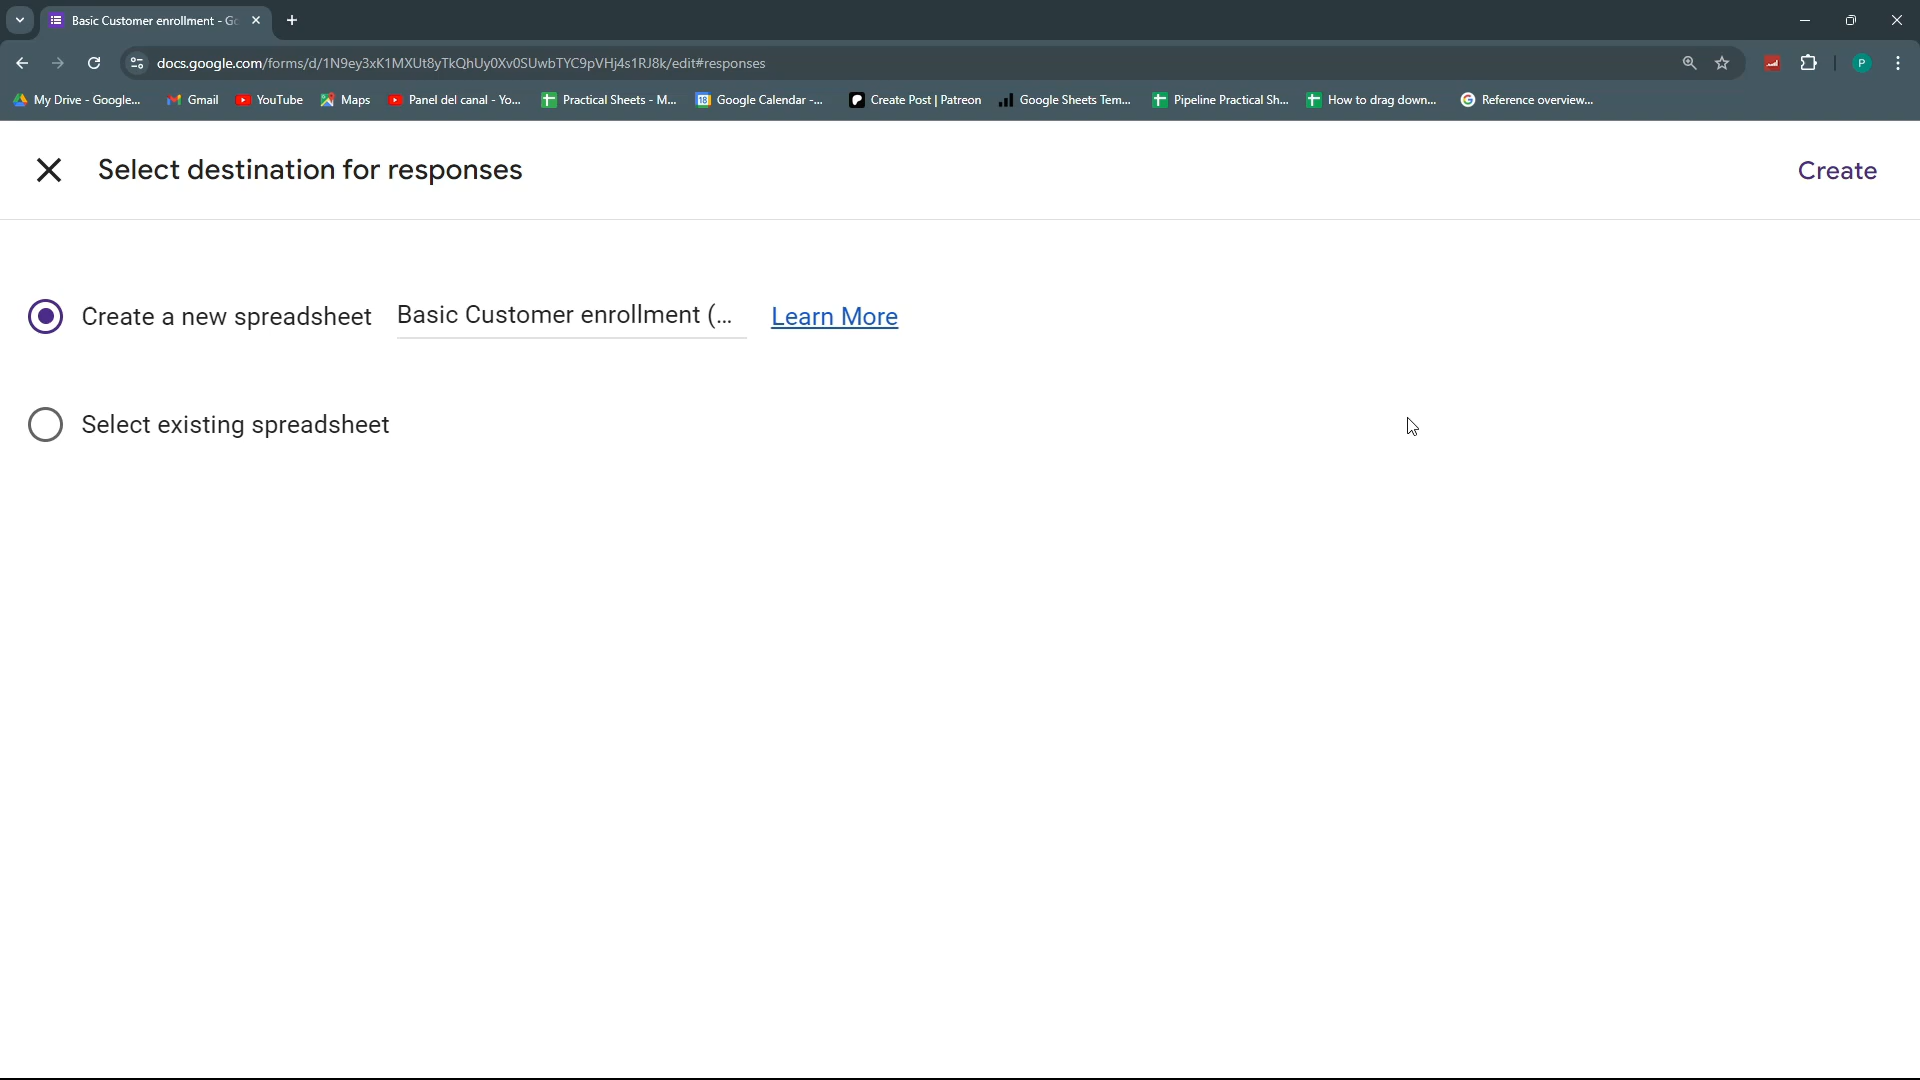 Basic Customer enrollment - Go
docs.google.com/forms/d/1N9ey3xK1MXUt8yTkQhUy0Xv0SUwbTYC9pVHj4s1RJ8k/edit#responses
P
My Drive - Google... Gmail YouTube Maps Panel del canal - Yo... Practical Sheets - M... 18 Google Calendar -... Create Post | Patreon Google Sheets Tem... Pipeline Practical Sh... How to drag down... Reference overview...
Select destination for responses
Create
Create a new spreadsheet Basic Customer enrollment (... Learn More
Select existing spreadsheet